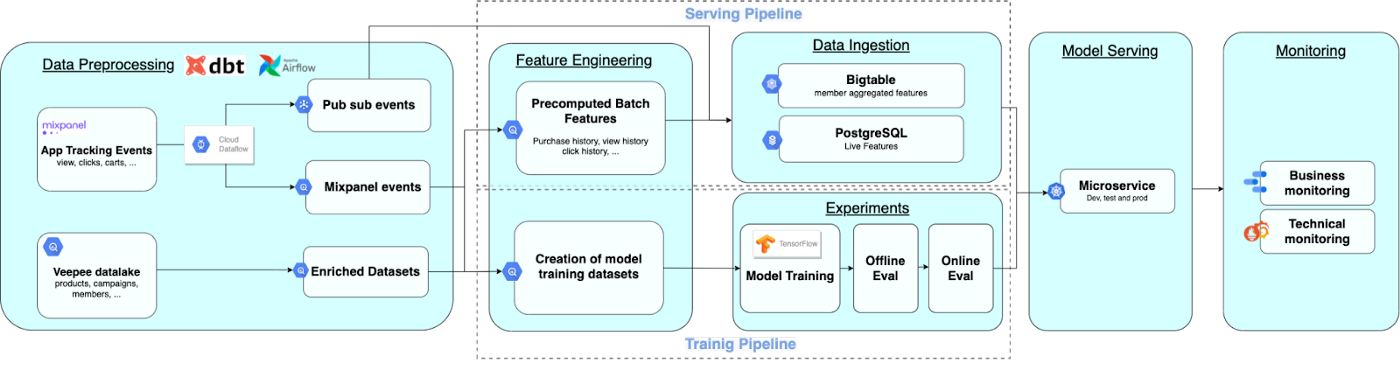 Serving Pipeline
Data Preprocessing
dbt
Apache
Airflow
mixpanel
App Tracking Events
view, clicks, carts, ...
Cloud
Dataflow
Pub sub events
Mixpanel events
Veepee datalake
products, campaigns,
members, ...
Enriched Datasets
Feature Engineering
Precomputed Batch
Features
Purchase history, view history
click history, ...
Creation of model
training datasets
Data Ingestion
Bigtable
member aggregated features
PostgreSQL
Live Features
Experiments
TensorFlow
Model Training
Offline
Eval
Online
Eval
Trainig Pipeline
Model Serving
Microservice
Dev, test and prod
Monitoring
Business
monitoring
Technical
monitoring